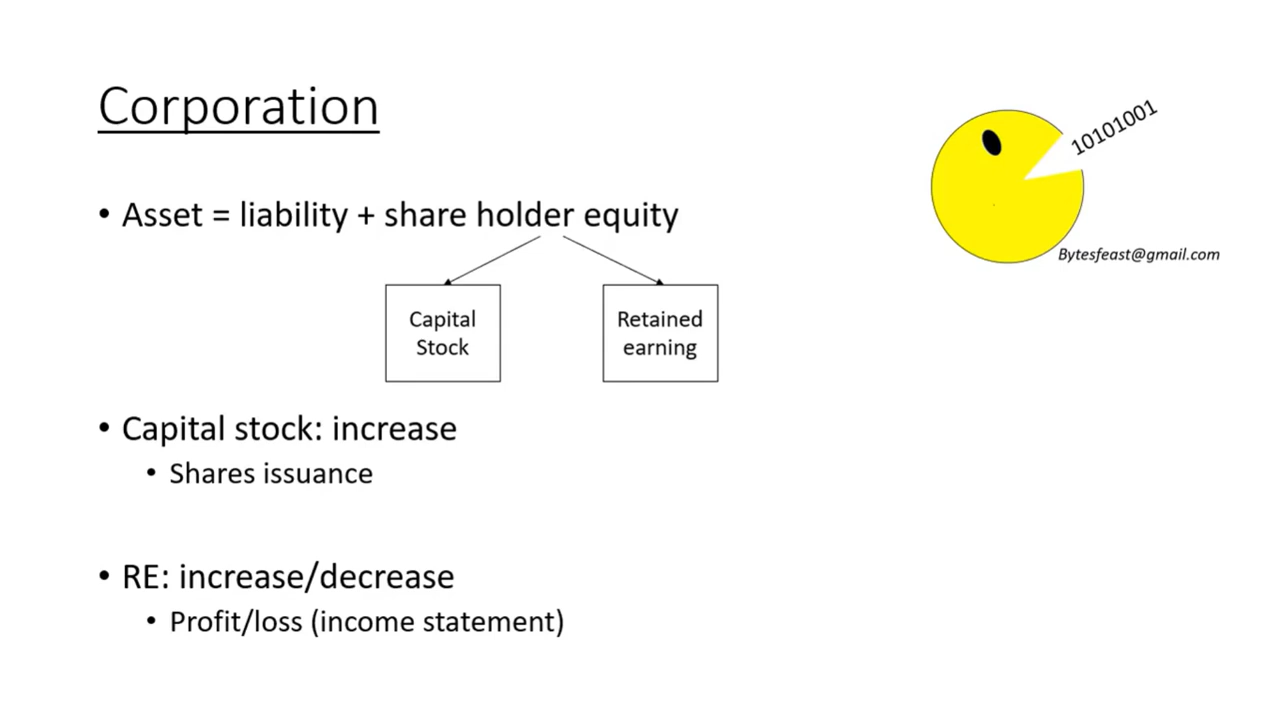 Corporation
10101001
Bytesfeast@gmail.com
• Asset = liability + share holder equity
Capital
Stock
Retained
earning
• Capital stock: increase
• Shares issuance
• RE: increase/decrease
• Profit/loss (income statement)